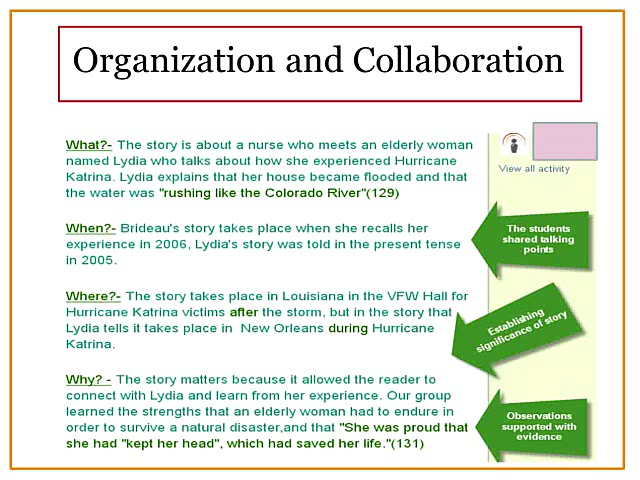 Organization and Collaboration
What?- The story is about a nurse who meets an elderly woman
named Lydia who talks about how she experienced Hurricane
Katrina. Lydia explains that her house became flooded and that
the water was "rushing like the Colorado River"(129)
View all activity
When?- Brideau's story takes place when she recalls her
experience in 2006, Lydia's story was told in the present tense
in 2005.
The students
shared talking
points
Where?- The story takes place in Louisiana in the VFW Hall for
Hurricane Katrina victims after the storm, but in the story that
Lydia tells it takes place in New Orleans during Hurricane
Katrina.
Establishing
significance of story
Why? - The story matters because it allowed the reader to
connect with Lydia and learn from her experience. Our group
learned the strengths that an elderly woman had to endure in
order to survive a natural disaster,and that "She was proud that
she had "kept her head", which had saved her life."(131)
Observations
supported with
evidence